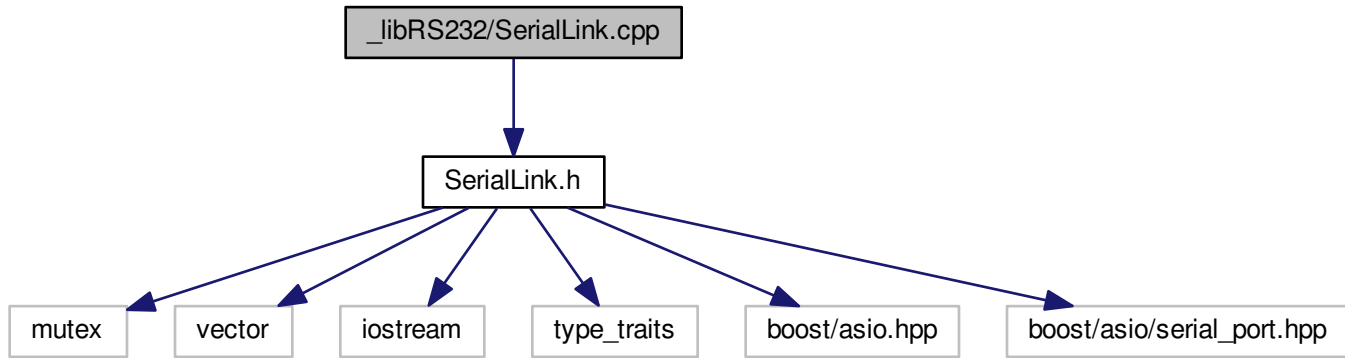 _libRS232/SerialLink.cpp
SerialLink.h
mutex
vector
iostream
type_traits
boost/asio.hpp
boost/asio/serial_port.hpp